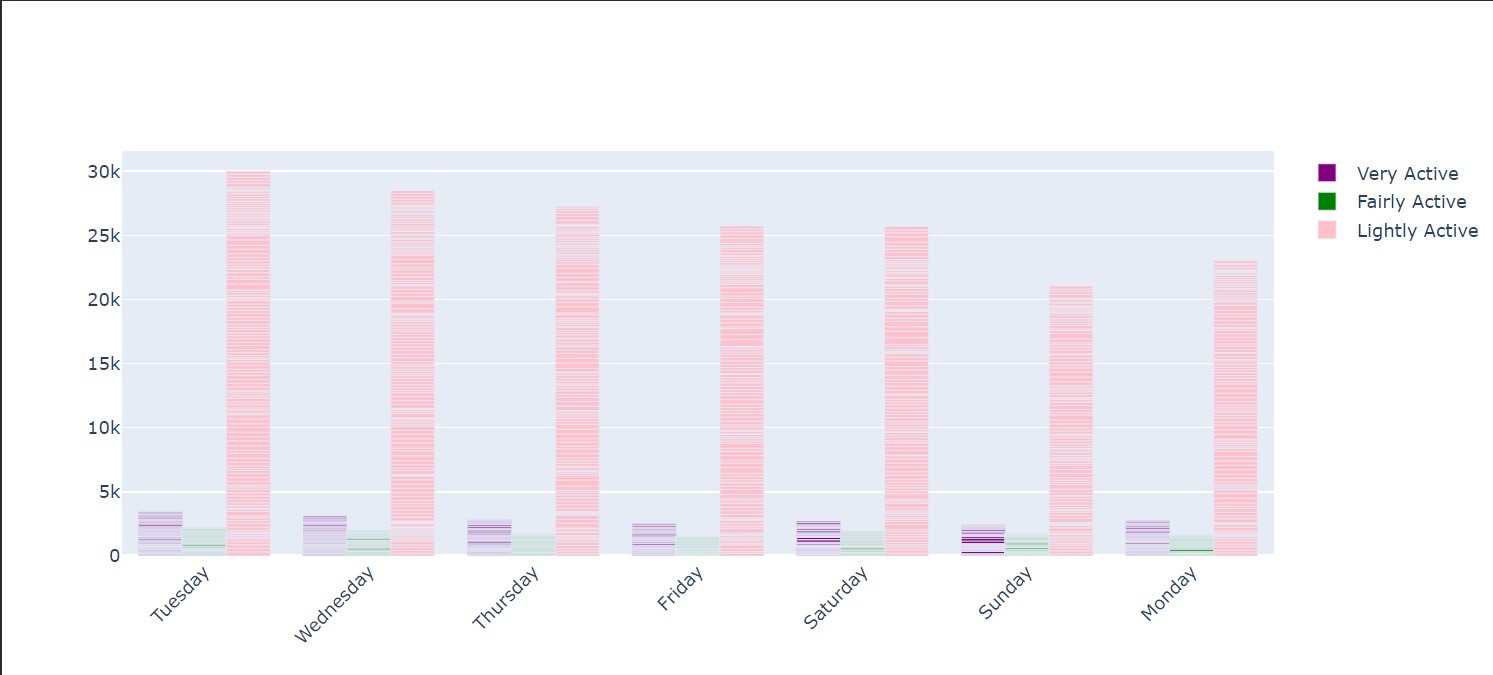 30k
25k
20k
15k
10k
5k
0
Tuesday
Wednesday
Thursday
Friday
Saturday
Sunday
Monday
Very Active
Fairly Active
Lightly Active